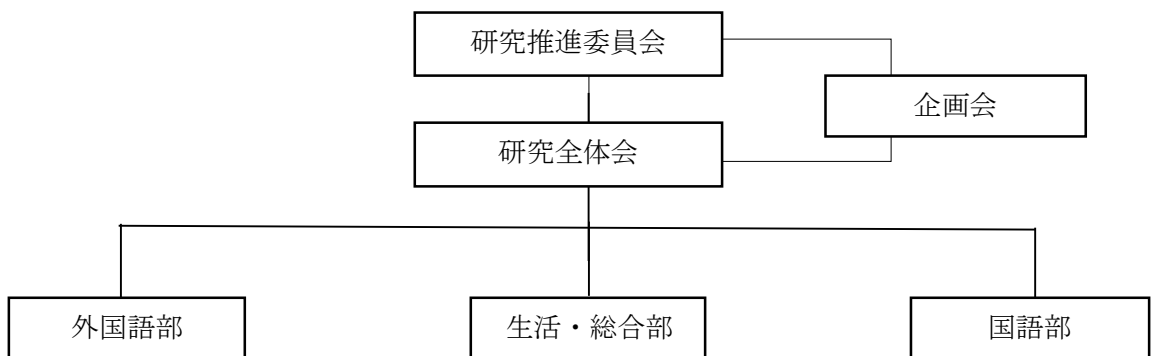 研究推進委員会
企画会
研究全体会
外国語部
生活・総合部
国語部